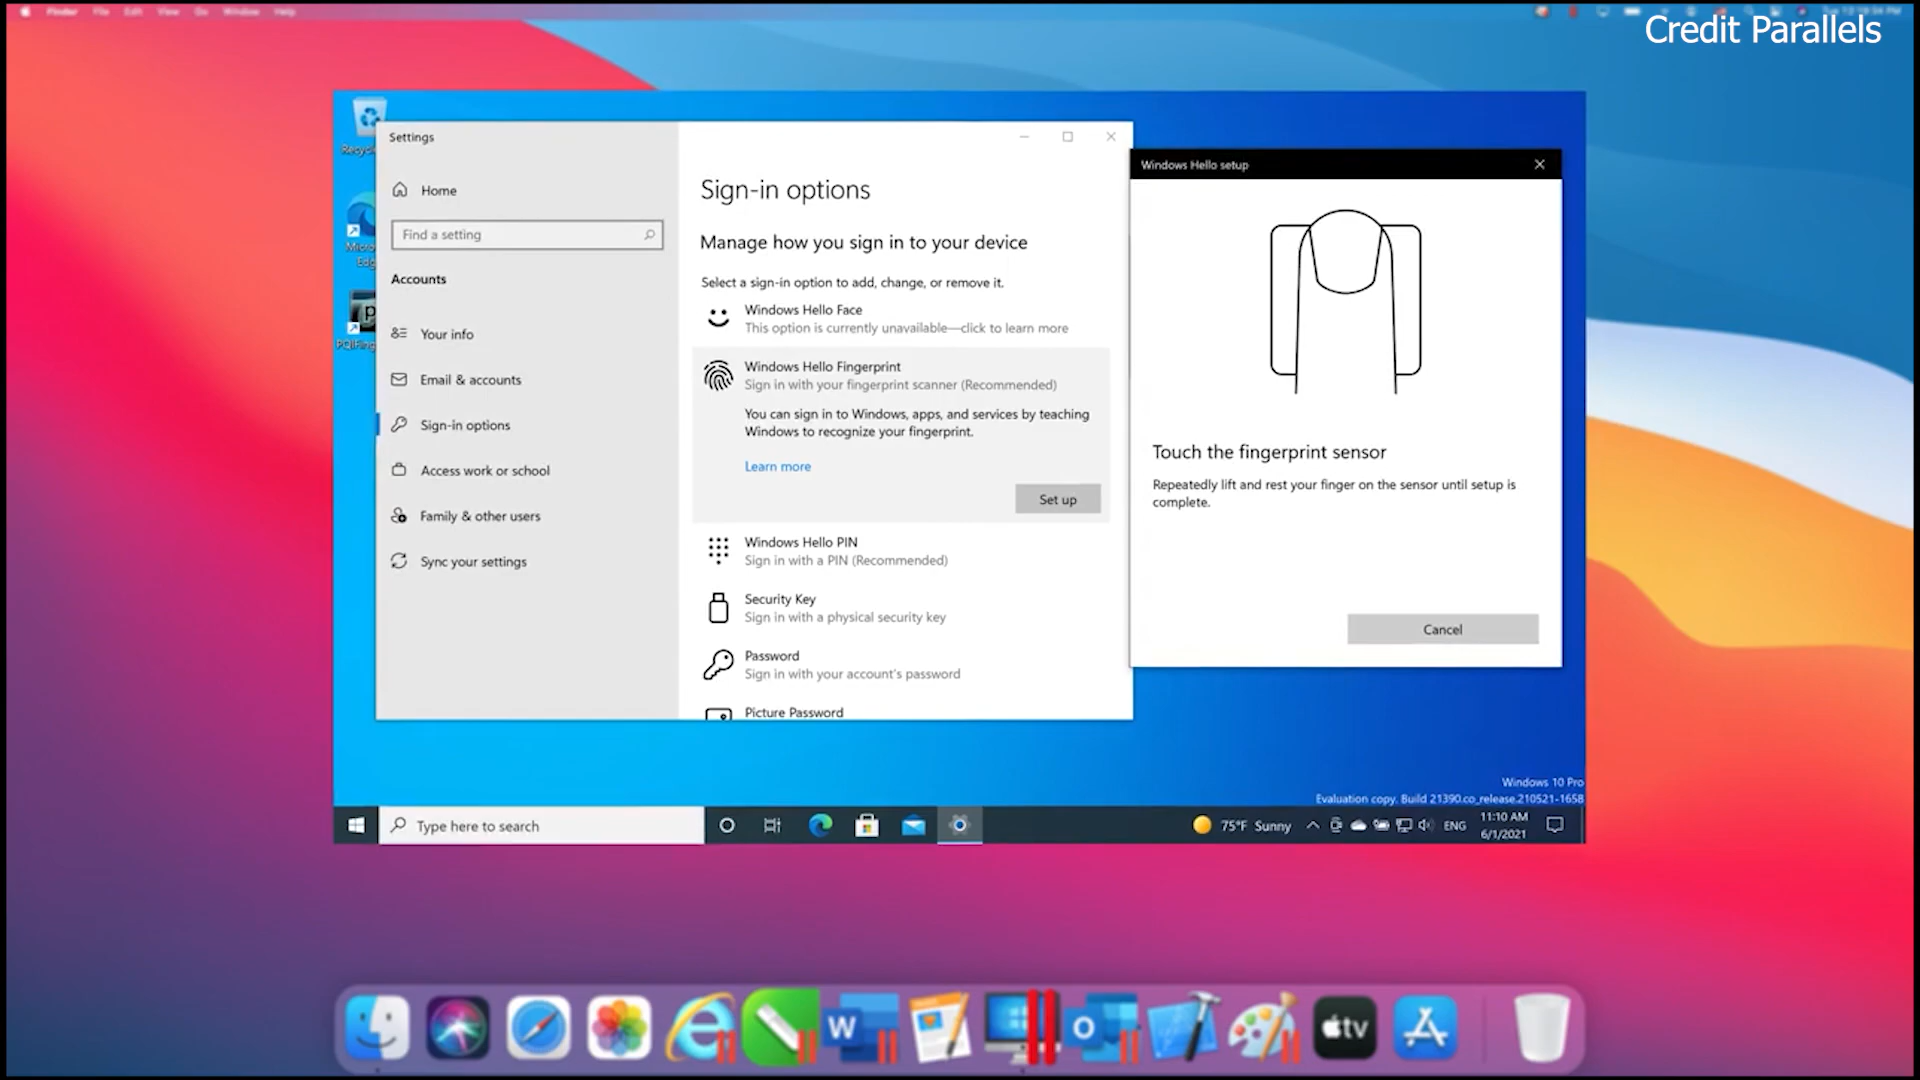 Finder File Edit View Go Window Help
Credit Parallels
Settings
Home
Find a setting
Accounts
Your info
Email & accounts
Sign-in options
Access work or school
Family & other users
Sync your settings
Sign-in options
Manage how you sign in to your device
Select a sign-in option to add, change, or remove it.
Windows Hello Face
This option is currently unavailable—click to learn more
Windows Hello Fingerprint
Sign in with your fingerprint scanner (Recommended)
You can sign in to Windows, apps, and services by teaching
Windows to recognize your fingerprint.
Learn more
Set up
Windows Hello PIN
Sign in with a PIN (Recommended)
Security Key
Sign in with a physical security key
Password
Sign in with your account's password
Picture Password
Windows Hello setup
Touch the fingerprint sensor
Repeatedly lift and rest your finger on the sensor until setup is
complete.
Cancel
Windows 10 Pro
Evaluation copy. Build 21390.co_release.210521-1658
Type here to search
75°F Sunny
ENG
11:10 AM
6/1/2021
W
O
tv